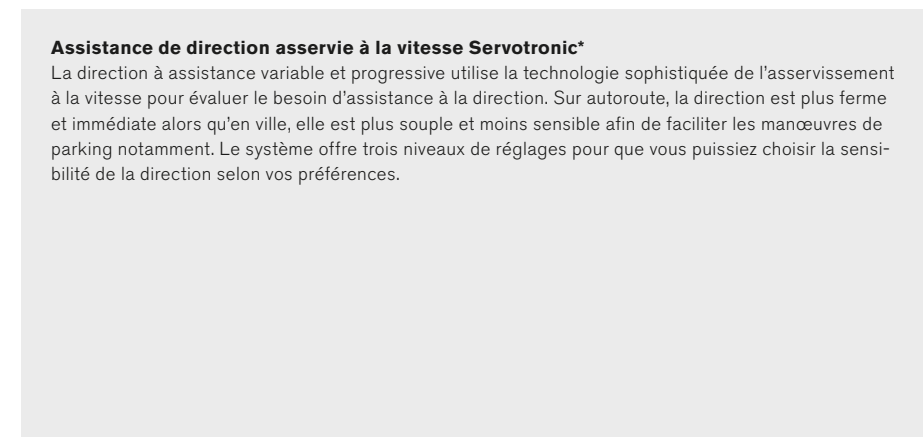 Assistance de direction asservie à la vitesse Servotronic*
La direction à assistance variable et progressive utilise la technologie sophistiquée de l'asservissement
à la vitesse pour évaluer le besoin d'assistance à la direction. Sur autoroute, la direction est plus ferme
et immédiate alors qu'en ville, elle est plus souple et moins sensible afin de faciliter les manœuvres de
parking notamment. Le système offre trois niveaux de réglages pour que vous puissiez choisir la sensi-
bilité de la direction selon vos préférences.